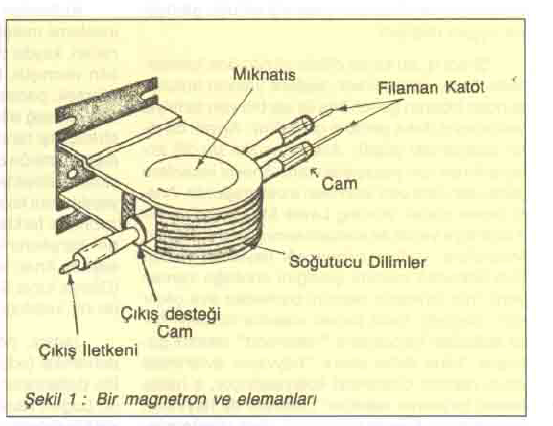 Mıknatıs
Filaman Katot
Cam
Soğutucu Dilimler
Çıkış desteği
Cam
Çıkış İletkeni
Şekil 1 : Bir magnetron ve elemanları